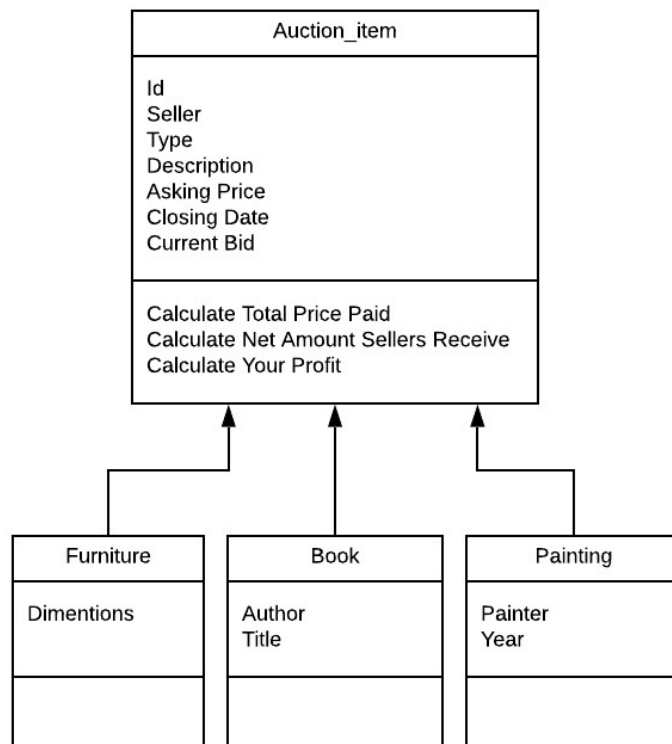 Auction_item
Id
Seller
Type
Description
Asking Price
Closing Date
Current Bid
Calculate Total Price Paid
Calculate Net Amount Sellers Receive
Calculate Your Profit
Furniture
Dimentions
Book
Author
Title
Painting
Painter
Year